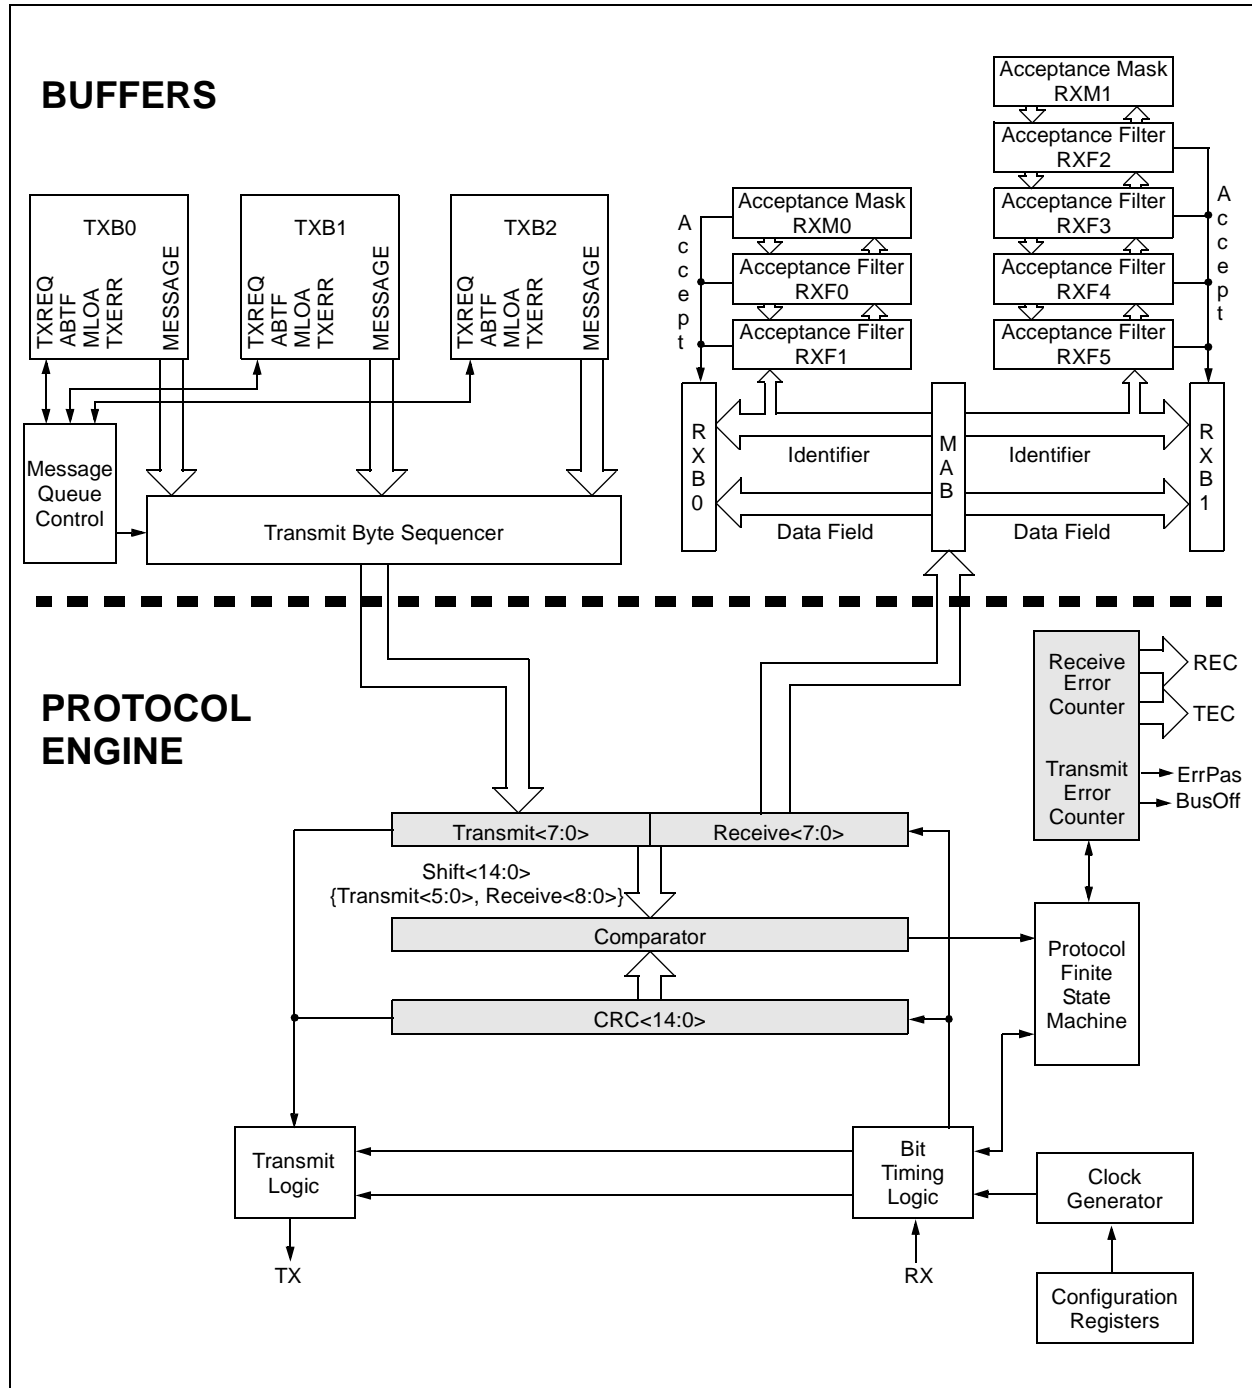 BUFFERS
Acceptance Mask
RXM1
Acceptance Filter
RXF2
Acceptance Filter
RXF3
Acceptance Filter
RXF4
Acceptance Filter
RXF5
Accept
Acceptance Mask
RXM0
Acceptance Filter
RXF0
Acceptance Filter
RXF1
Accept
TXB0
TXREQ
ABTF
MLOA
TXERR
MESSAGE
TXB1
TXREQ
ABTF
MLOA
TXERR
MESSAGE
TXB2
TXREQ
ABTF
MLOA
TXERR
MESSAGE
Message
Queue
Control
Transmit Byte Sequencer
RXB0
Identifier
Data Field
MAB
Identifier
Data Field
RXB1
PROTOCOL
ENGINE
Receive
Error
Counter
Transmit
Error
Counter
REC
TEC
ErrPas
BusOff
Transmit<7:0>
Receive<7:0>
Shift<14:0>
{Transmit<5:0>, Receive<8:0>}
Comparator
CRC<14:0>
Protocol
Finite
State
Machine
Transmit
Logic
Bit
Timing
Logic
Clock
Generator
TX
RX
Configuration
Registers